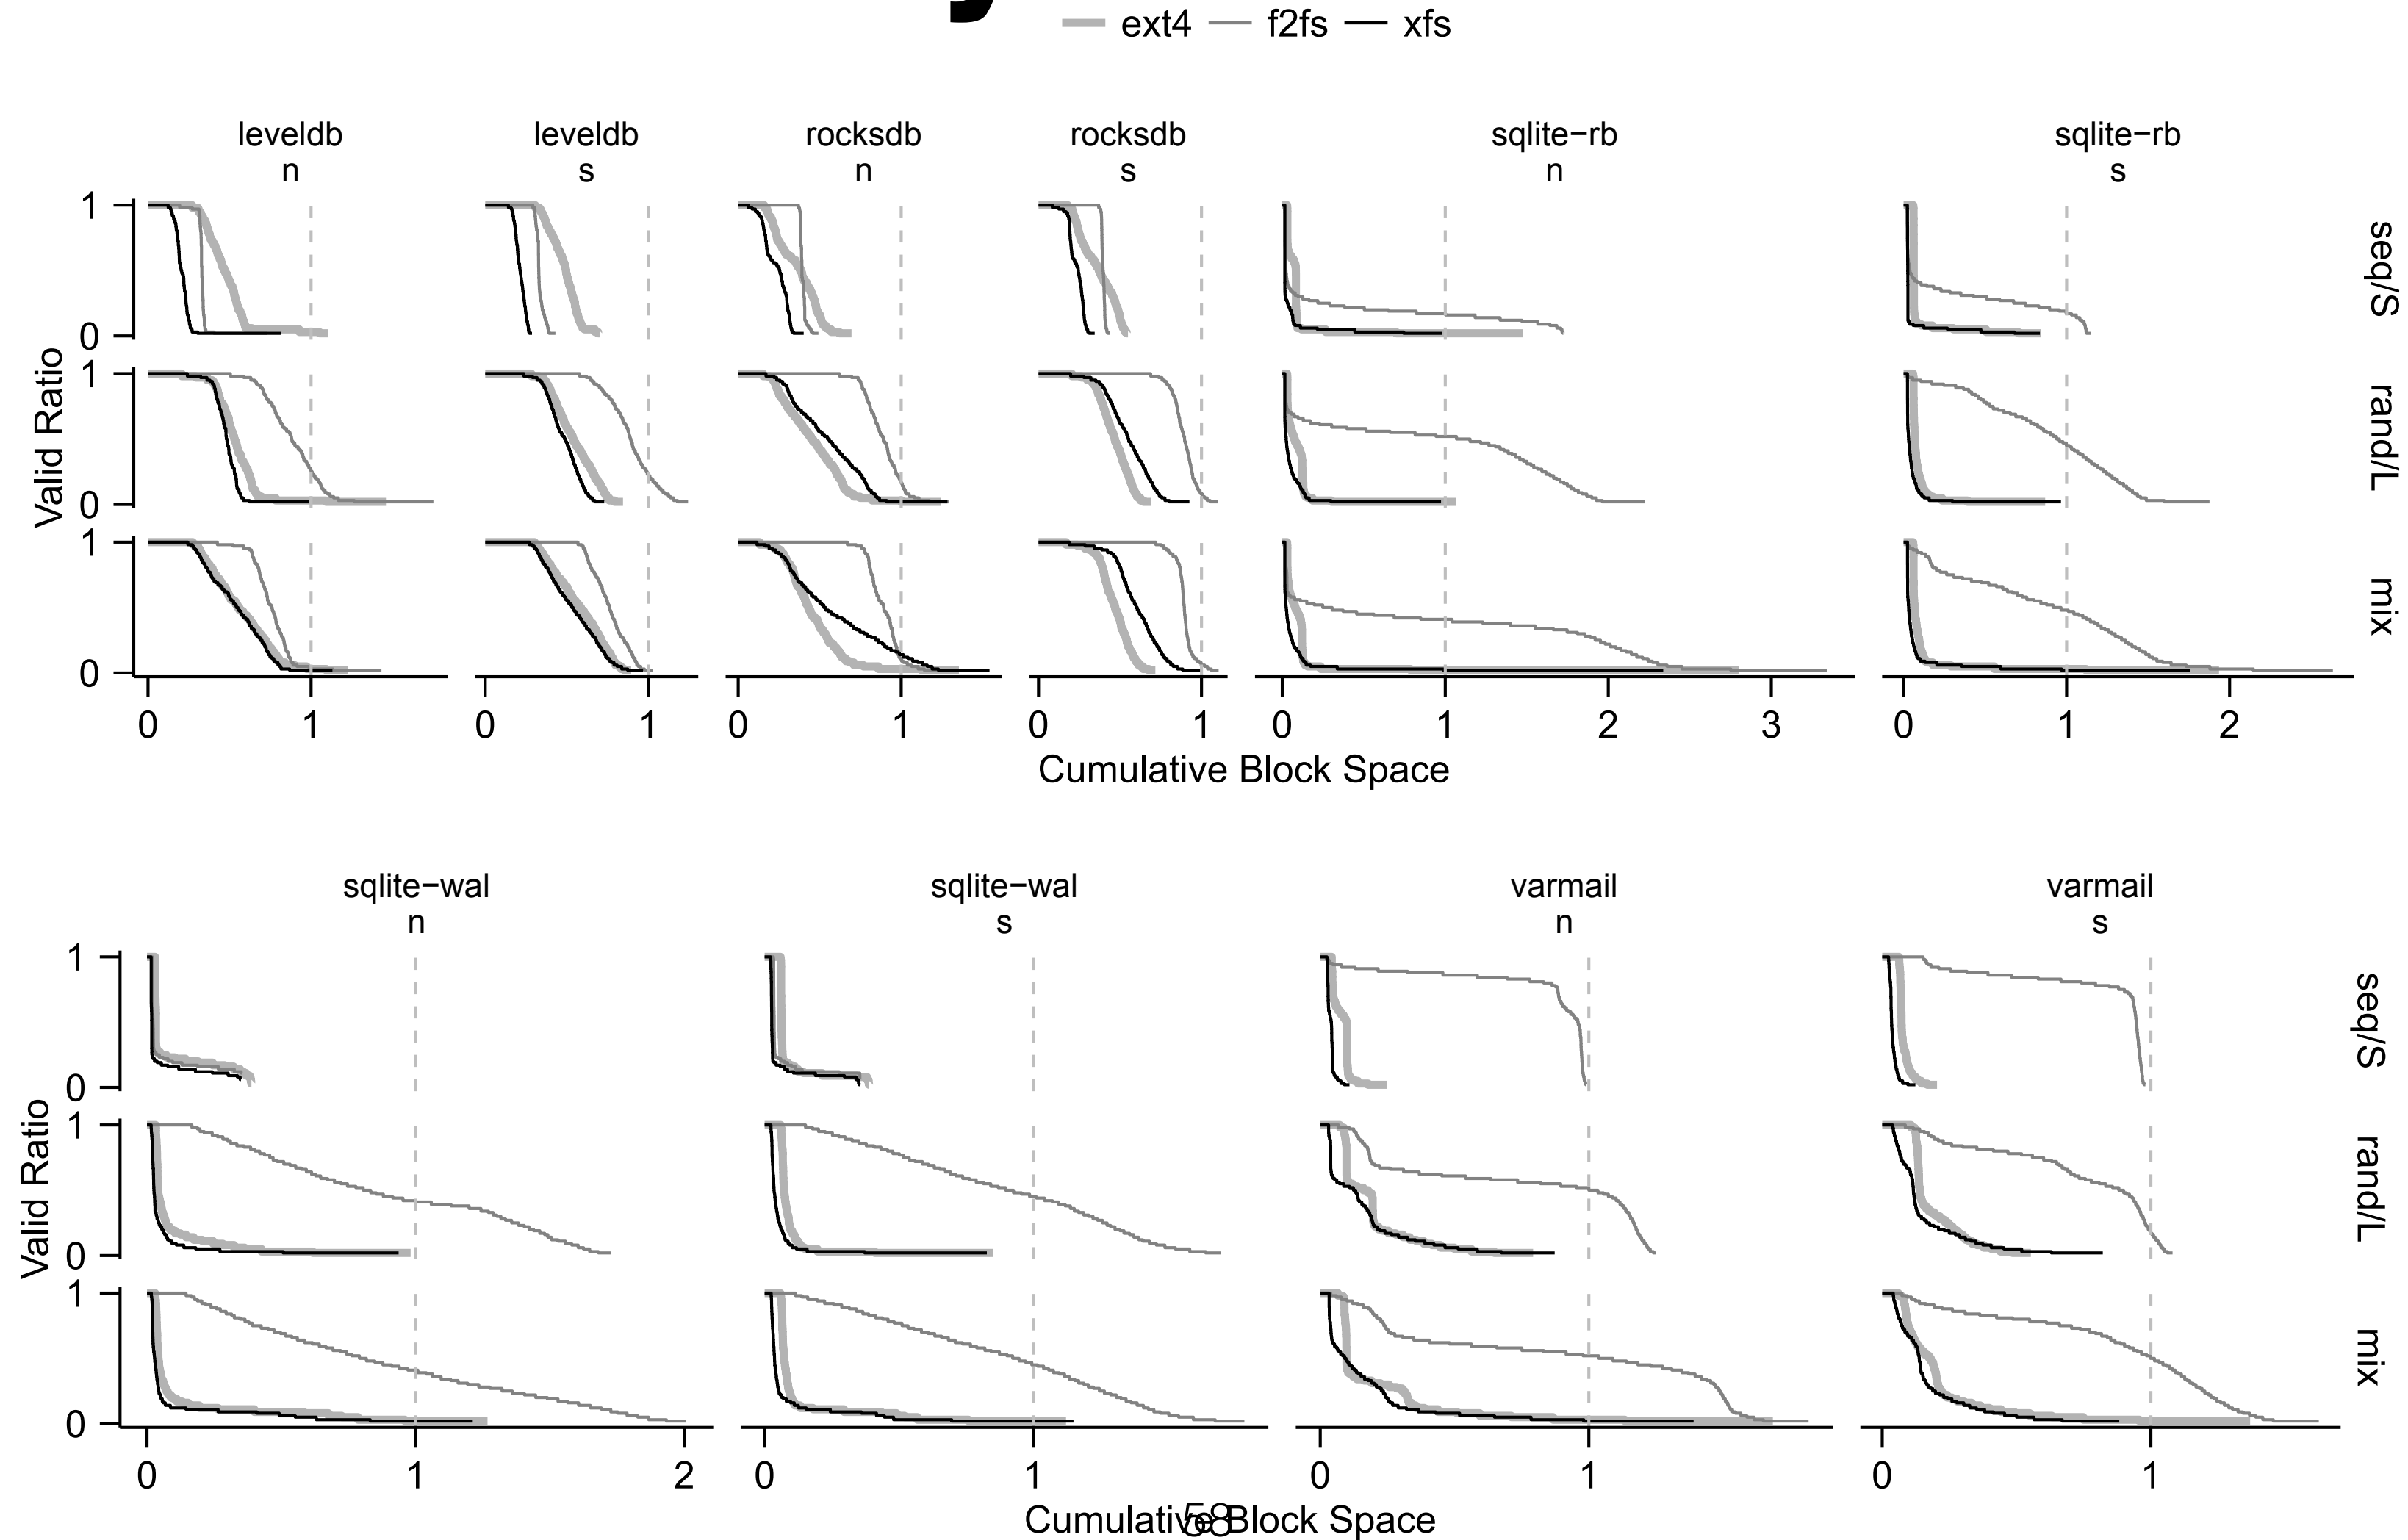 ext4 f2fs xfs
leveldb leveldb rocksdb rocksdb sqlite−rb sqlite−rb
n s n s n s
1
0
seq/S
1
0
rand/L
1
0
mix
Valid Ratio
0 1 0 1 0 1 0 1 0 1 2 3 0 1 2
Cumulative Block Space
sqlite−wal sqlite−wal varmail varmail
n s n s
1
0
seq/S
1
0
rand/L
1
0
mix
Valid Ratio
0 1 2 0 1 0 1 0 1
Cumulative Block Space
58